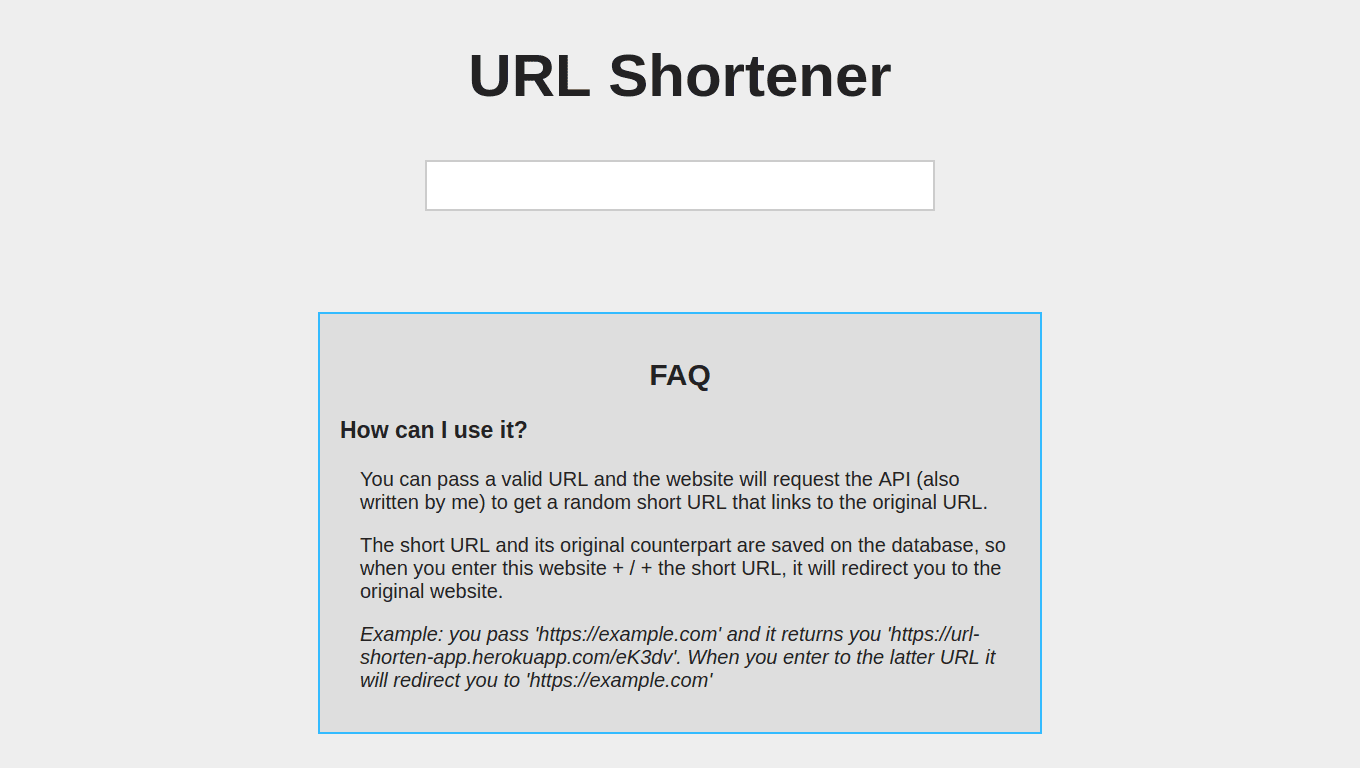 URL Shortener
FAQ
How can I use it?
You can pass a valid URL and the website will request the API (also
written by me) to get a random short URL that links to the original URL.
The short URL and its original counterpart are saved on the database, so
when you enter this website + / + the short URL, it will redirect you to the
original website.
Example: you pass 'https://example.com' and it returns you 'https://url-
shorten-app.herokuapp.com/eK3dv'. When you enter to the latter URL it
will redirect you to 'https://example.com'